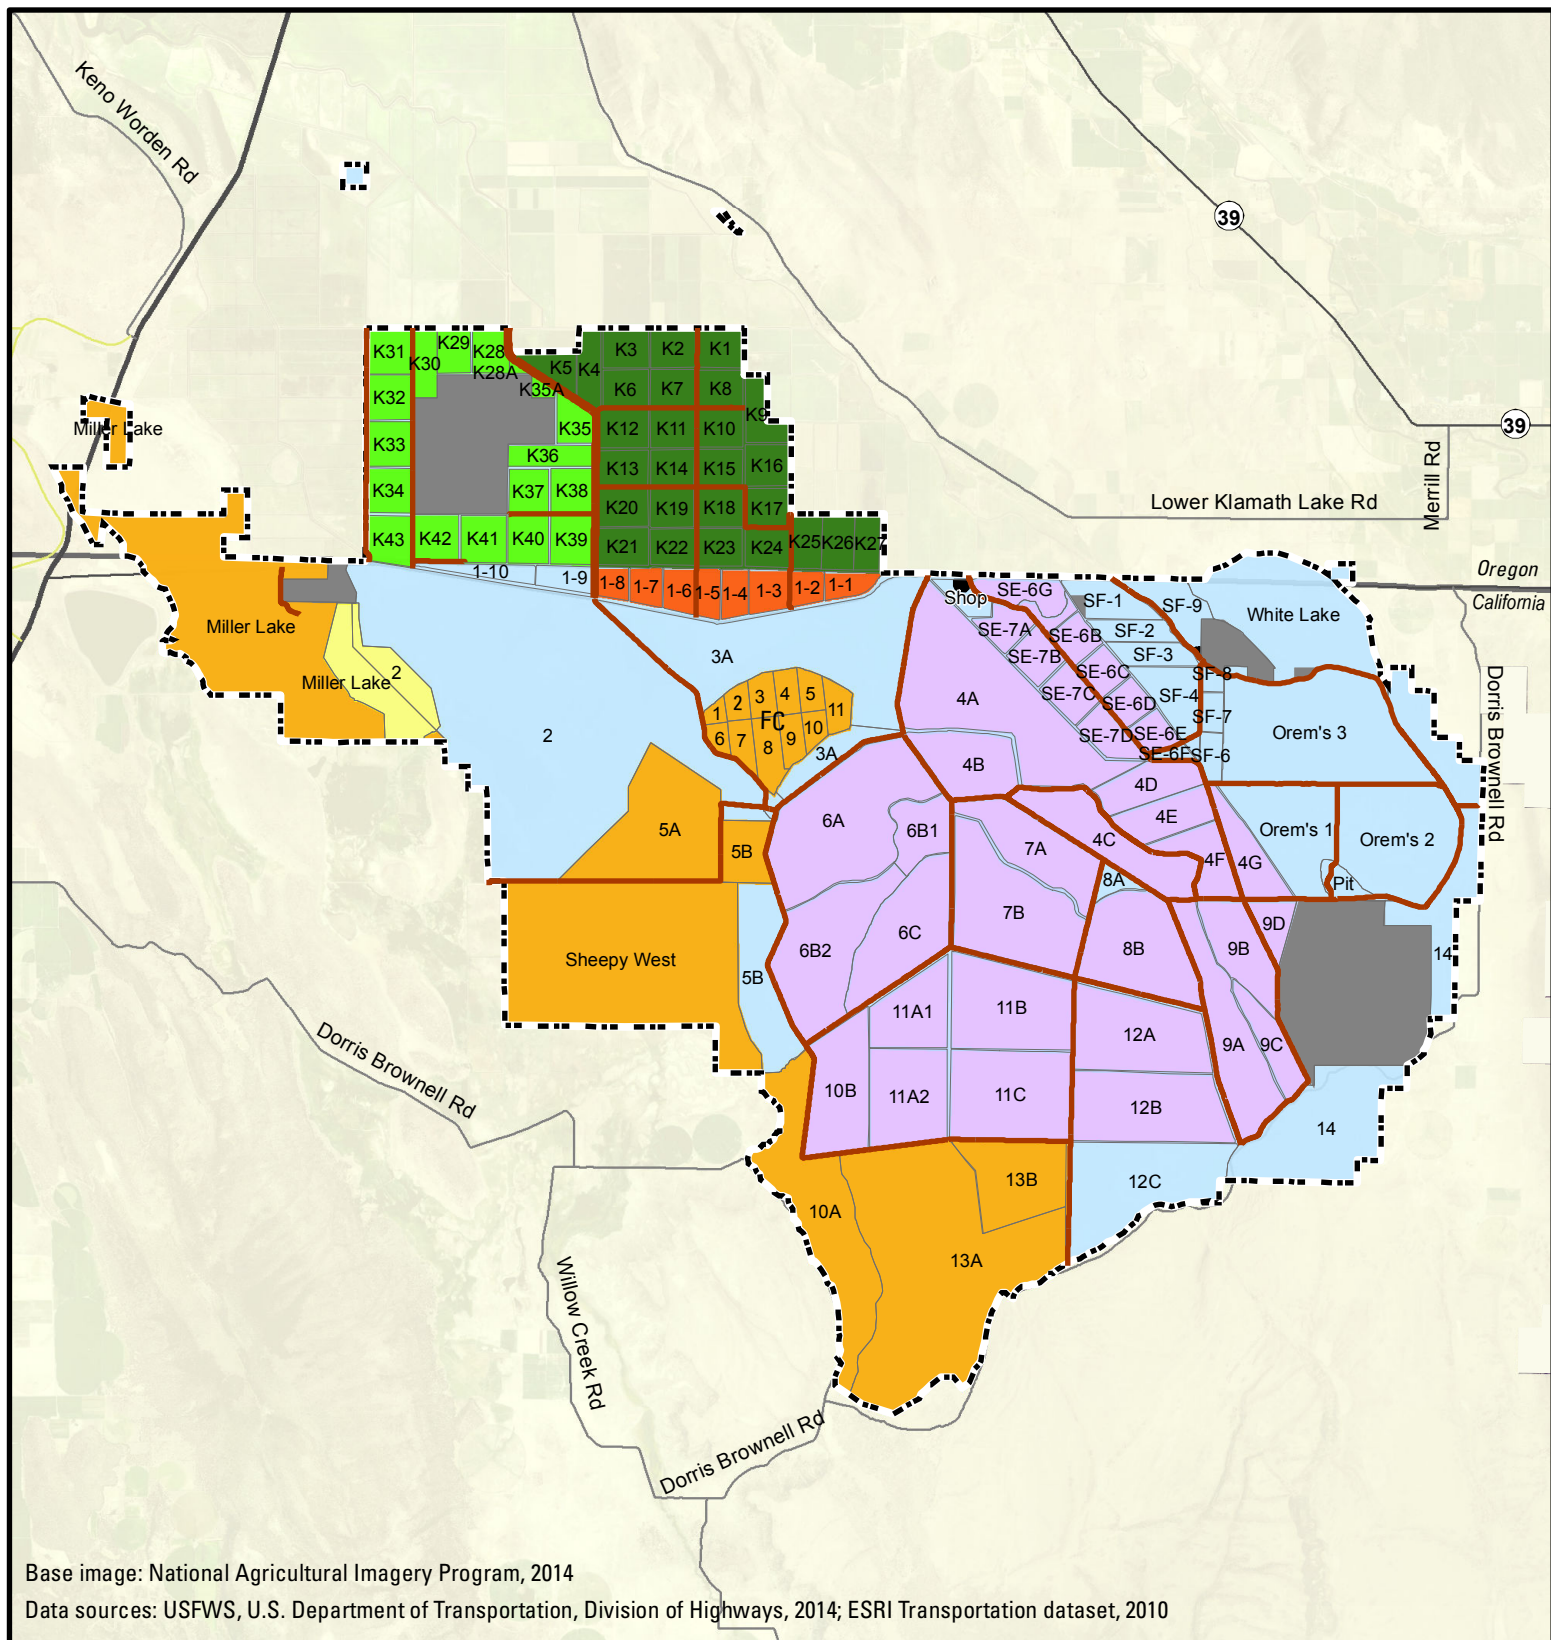 Keno Worden Rd
39
K31
K30
K29
K28
K28A
K5
K4
K3
K2
K1
K32
K35A
K6
K7
K8
K9
39
Miller Lake
K33
K35
K12
K11
K10
K36
K13
K14
K15
K16
K34
K37
K38
K20
K19
K18
K17
Lower Klamath Lake Rd
Merrill Rd
K43
K42
K41
K40
K39
K21
K22
K23
K24
K25
K26
K27
1-10
1-9
1-8
1-7
1-6
1-5
1-4
1-3
1-2
1-1
Oregon
California
Shop
SE-6G
SF-1
SF-9
White Lake
Miller Lake
SE-7A
SE-6B
SF-2
3A
SE-7B
SF-3
SE-6C
SF-8
Miller Lake
2
SE-7C
SE-6D
SF-4
4A
1
2
3
4
5
11
FC
6
7
8
9
10
SF-7
SE-7D
SE-6E
Orem's 3
2
3A
SE-6F
SF-6
Dorris Brownell Rd
4B
4D
4E
6A
6B1
5A
5B
7A
4C
4F
4G
Orem's 1
Orem's 2
8A
Pit
7B
6C
6B2
8B
9B
9D
14
Sheepy West
5B
11A1
11B
12A
9A
9C
Dorris Brownell Rd
10B
11A2
11C
12B
14
13B
12C
10A
13A
Willow Creek Rd
Dorris Brownell Rd
Base image: National Agricultural Imagery Program, 2014
Data sources: USFWS, U.S. Department of Transportation, Division of Highways, 2014; ESRI Transportation dataset, 2010